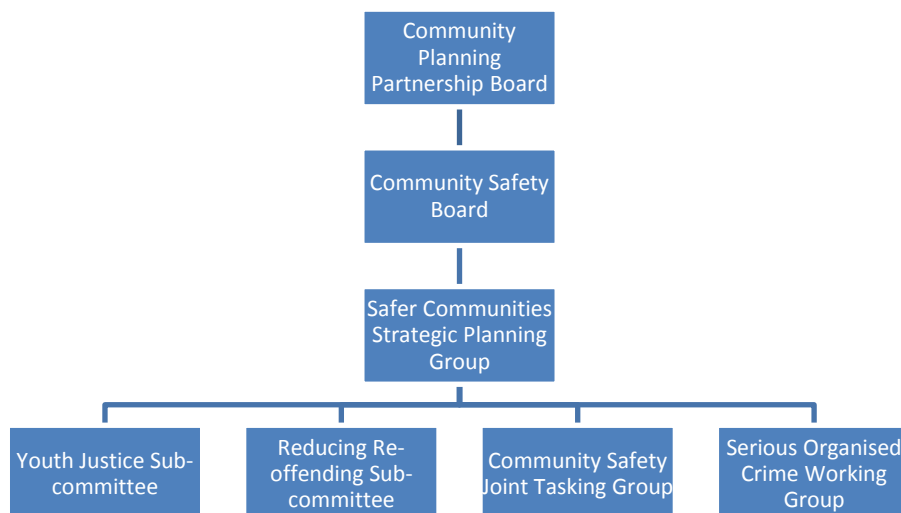 Community
Planning
Partnership Board
Community Safety
Board
Safer Communities
Strategic Planning
Group
Youth Justice Sub-
committee
Reducing Re-
offending Sub-
committee
Community Safety
Joint Tasking Group
Serious Organised
Crime Working
Group